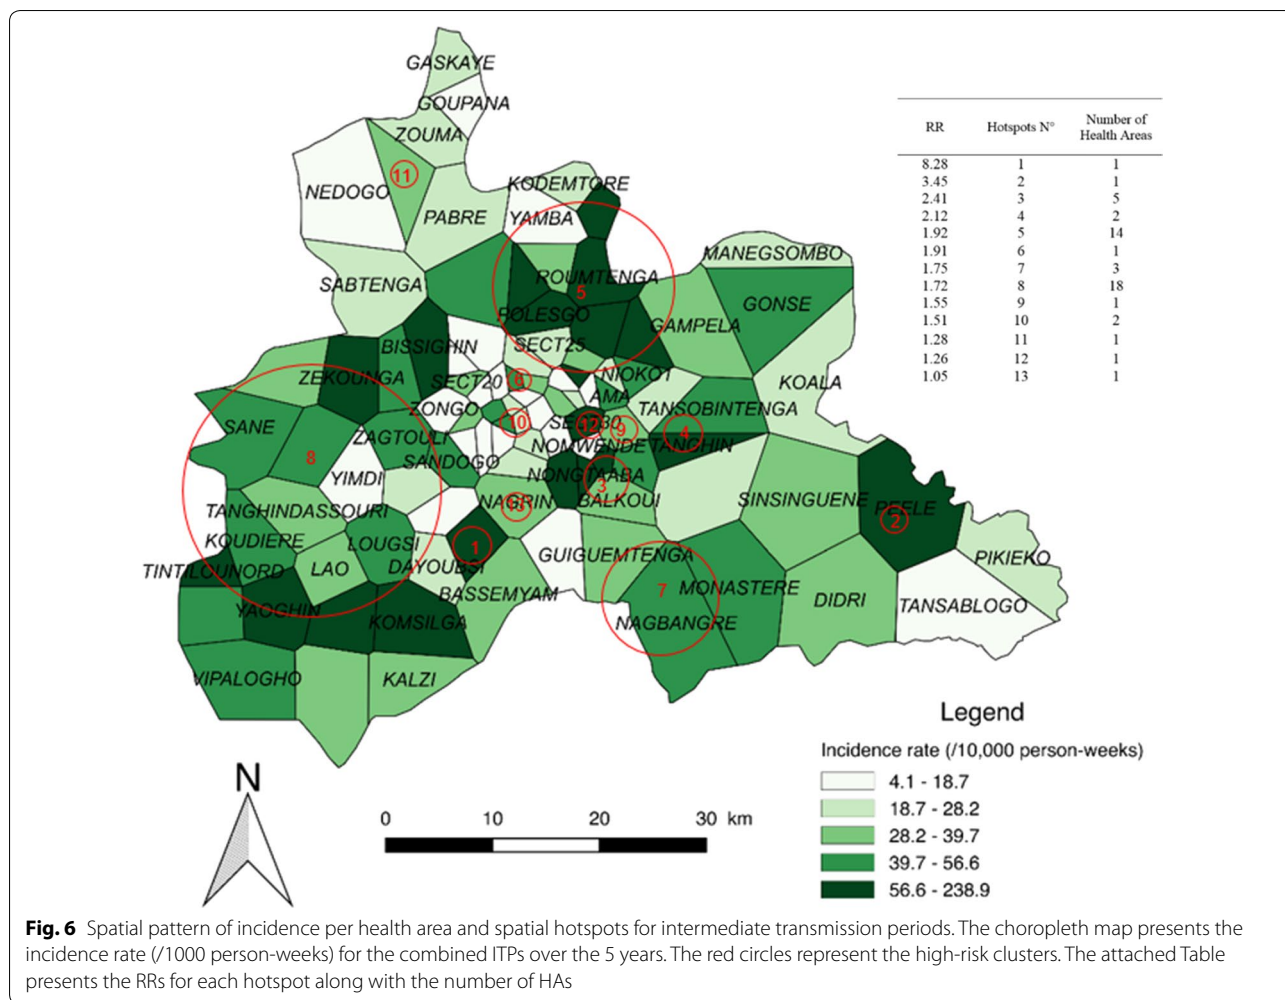 GASKAYE
GOUPANA
ZOUMA
11
NEDOGO
KODEMTORE
PABRE
YAMBA
MANEGSOMBO
SABTENGA
ROUMTENGA
5
GONSE
POLESGO
GAMPELA
BISSIGHIN
SECT25
ZEKOUNGA
SECT20
6
NIOKO1
KOALA
AMA
ZONGO
10
12
9
TANSOBINTENGA
SANE
ZAGTOULI
4
NOMWENDE
TANGHIN
8
SANDOGO
YIMDI
NONGTAABA
3
NAGRIN
BALKOUI
SINSINGUENE
PEELE
2
TANGHINDASSOURI
KOUDIERE
LOUGSI
1
GUIGUEMTENGA
PIKIEKO
TINTILOUNORD
LAO
DAYOUBSI
BASSEMYAM
7
MONASTERE
DIDRI
TANSABLOGO
YAOGHIN
KOMSILGA
NAGBANGRE
VIPALOGHO
KALZI
RR Hotspots N° Number of
Health Areas
8.28 1 1
3.45 2 1
2.41 3 5
2.12 4 2
1.92 5 14
1.91 6 1
1.75 7 3
1.72 8 18
1.55 9 1
1.51 10 2
1.28 11 1
1.26 12 1
1.05 13 1
N
0 10 20 30 km
Legend
Incidence rate (/10,000 person-weeks)
4.1 - 18.7
18.7 - 28.2
28.2 - 39.7
39.7 - 56.6
56.6 - 238.9
Fig. 6 Spatial pattern of incidence per health area and spatial hotspots for intermediate transmission periods. The choropleth map presents the
incidence rate (/1000 person-weeks) for the combined ITPs over the 5 years. The red circles represent the high-risk clusters. The attached Table
presents the RRs for each hotspot along with the number of HAs